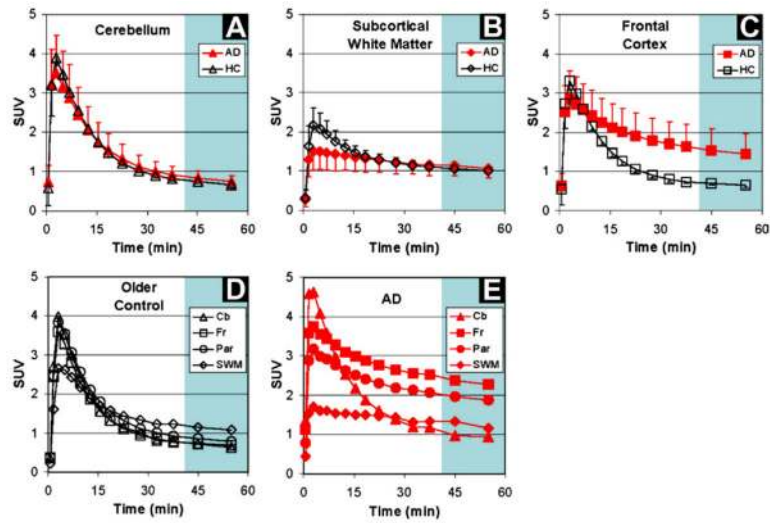 A
Cerebellum
AD
HC
SUV
5
4
3
2
1
0
0 15 30 45 60
Time (min)
B
Subcortical
White Matter
AD
HC
SUV
5
4
3
2
1
0
0 15 30 45 60
Time (min)
C
Frontal
Cortex
AD
HC
SUV
5
4
3
2
1
0
0 15 30 45 60
Time (min)
D
Older
Control
Cb
Fr
Par
SWM
SUV
5
4
3
2
1
0
0 15 30 45 60
Time (min)
E
AD
Cb
Fr
Par
SWM
SUV
5
4
3
2
1
0
0 15 30 45 60
Time (min)